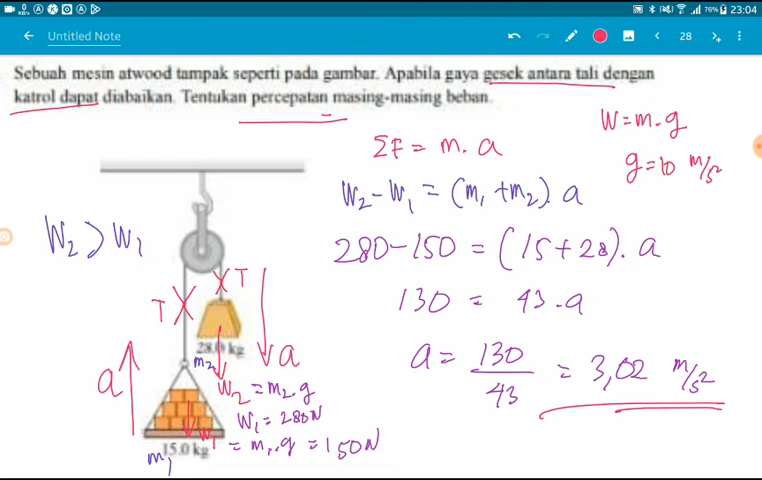 76% 23:04
Untitled Note
28
Sebuah mesin atwood tampak seperti pada gambar. Apabila gaya gesek antara tali dengan
katrol dapat diabaikan. Tentukan percepatan masing-masing beban.
W = m.g
g = 10 m/s²
ΣF = m.a
W₂ - W₁ = (m₁ + m₂).a
W₂ > W₁
280 - 150 = (15 + 28).a
130 = 43.a
a = 130/43 = 3,02 m/s²
T
T
28.0 kg
m₂
a
a
W₂ = m₂.g
W₁ = 280N
W₁ = m₁.g = 150N
15.0 kg
m₁